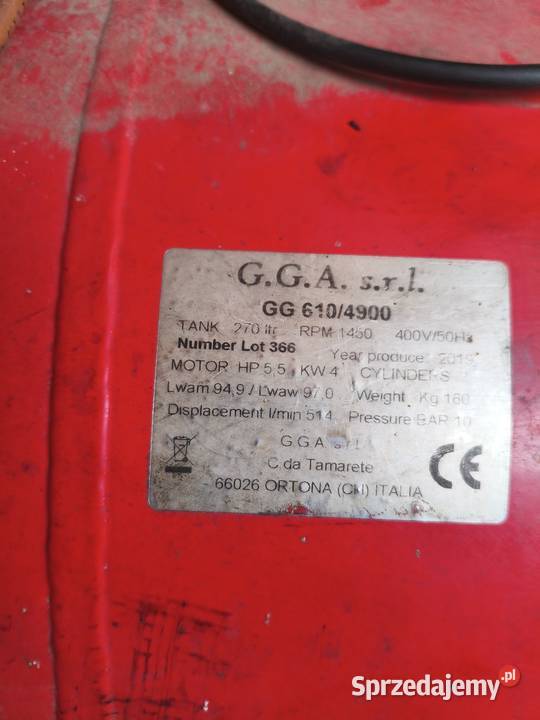 G.G.A. s.r.l.
GG 610/4900
TANK 270 ltr RPM 1450 400V/50Hz
Number Lot 366 Year produce 2019
MOTOR HP 5,5 KW 4 CYLINDERS
Lwam 94,9 / Lwaw 97,0 Weight Kg 160
Displacement l/min 514 Pressure BAR 10
G.G.A. s.r.l.
C.da Tamarete
66026 ORTONA (CH) ITALIA
CE
Sprzedajemy.pl